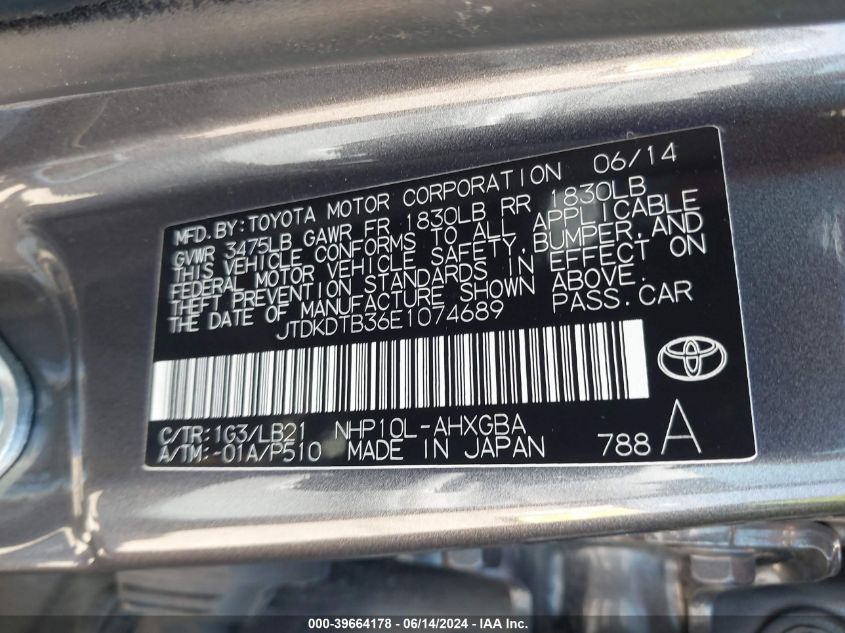 MFD. BY: TOYOTA MOTOR CORPORATION 06/14
GVWR 3475LB GAWR FR 1830LB RR 1830LB
THIS VEHICLE CONFORMS TO ALL APPLICABLE
FEDERAL MOTOR VEHICLE SAFETY, BUMPER, AND
THEFT PREVENTION STANDARDS IN EFFECT ON
THE DATE OF MANUFACTURE SHOWN ABOVE.
JTDKDTB36E1074689 PASS. CAR
C/TR: 1G3/LB21 NHP10L-AHXGBA
A/TM: -01A/P510 MADE IN JAPAN 788 A
000-39664178 - 06/14/2024 - IAA Inc.